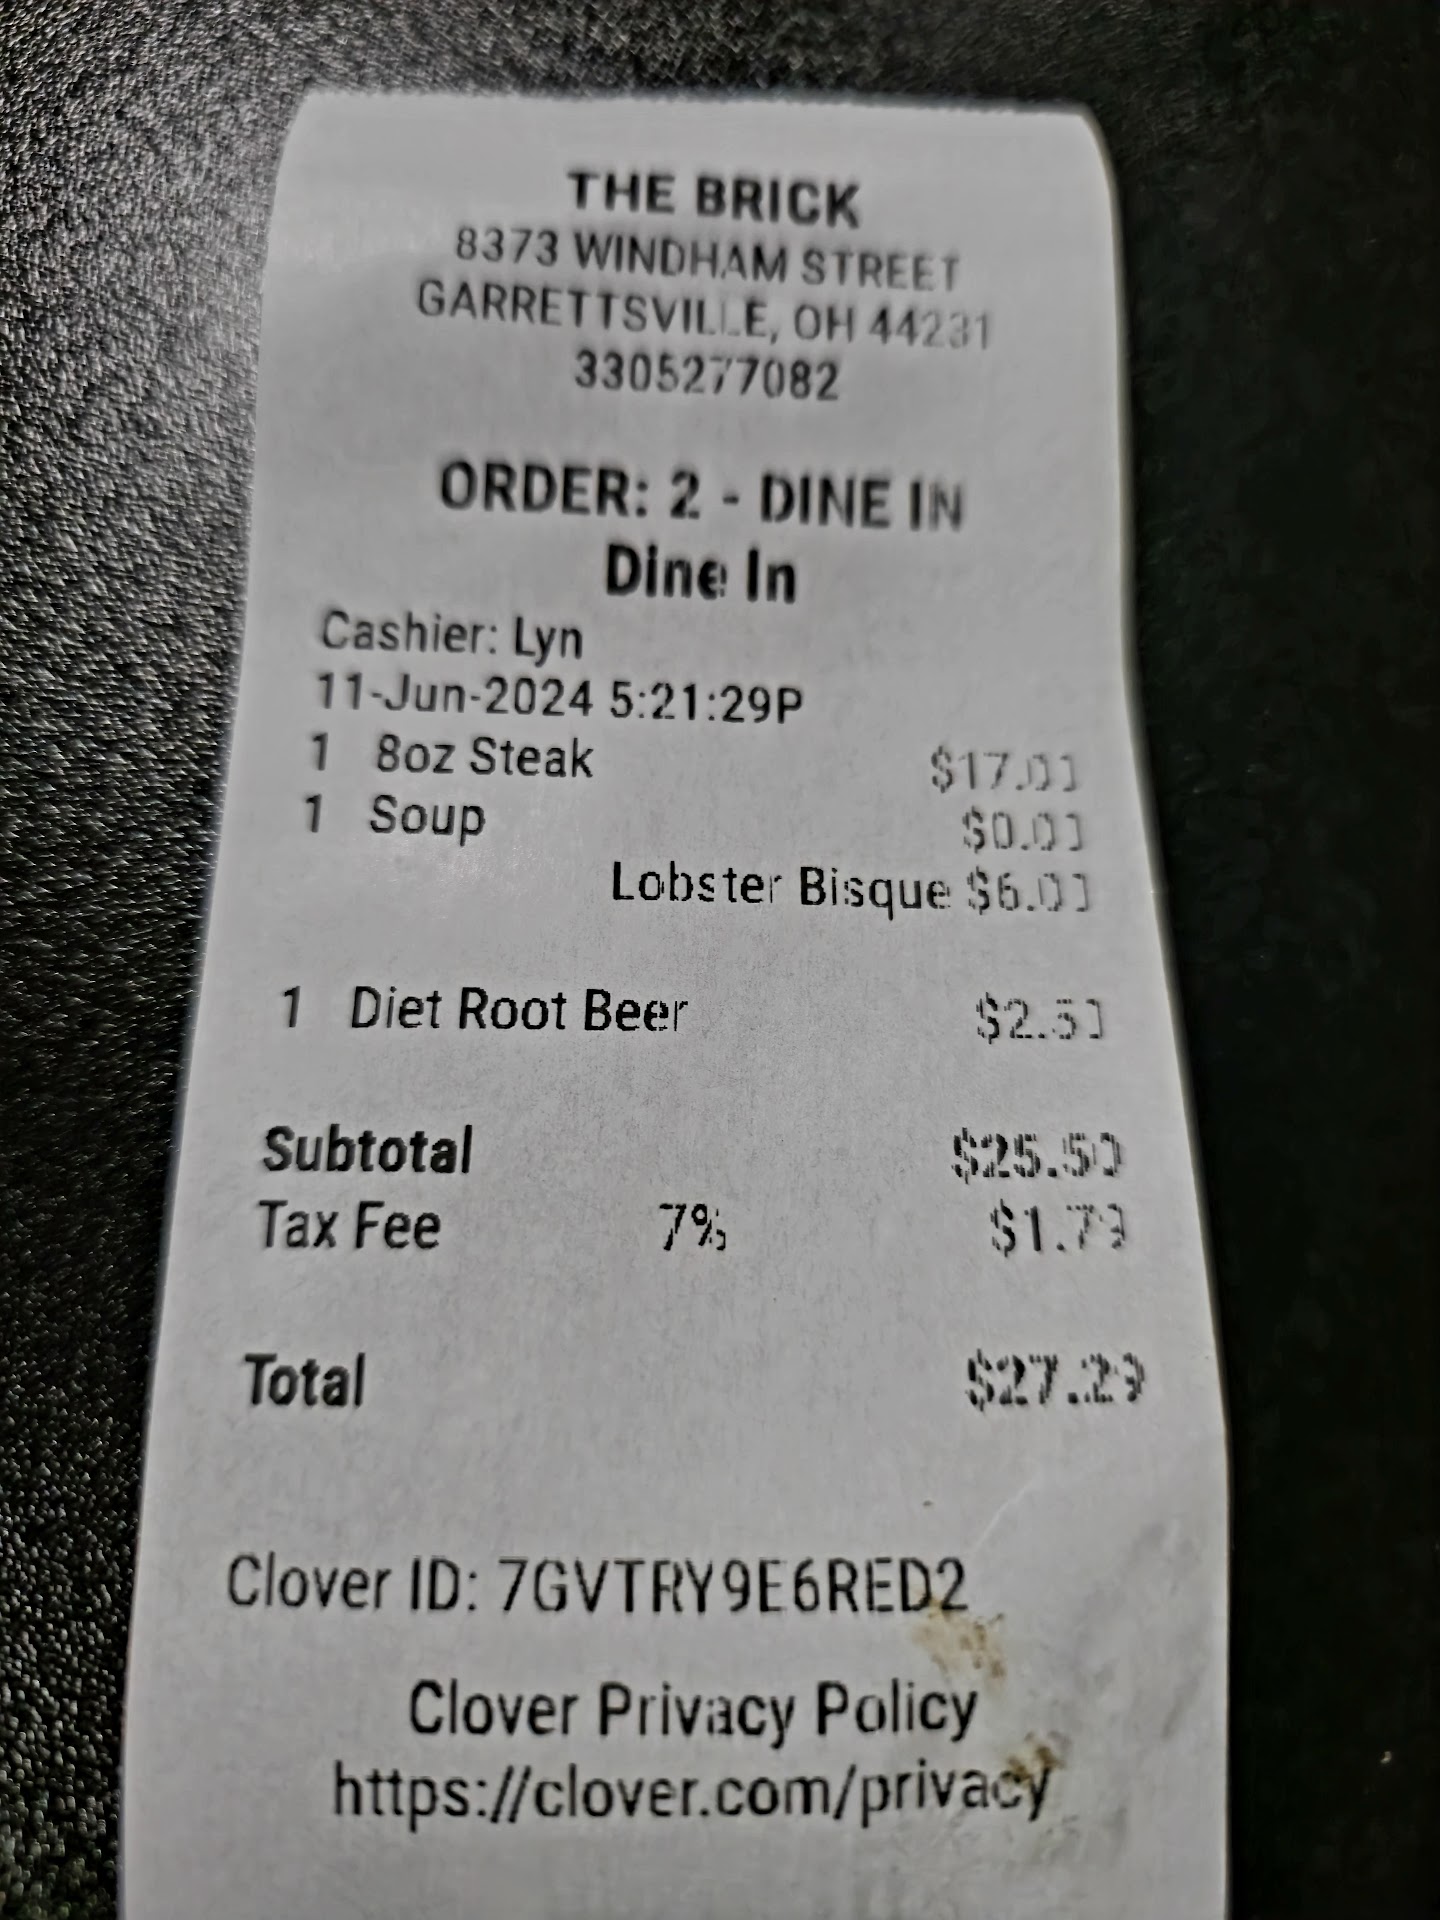 THE BRICK
8373 WINDHAM STREET
GARRETTSVILLE, OH 44231
3305277082
ORDER: 2 - DINE IN
Dine In
Cashier: Lyn
11-Jun-2024 5:21:29P
1 8oz Steak $17.00
1 Soup $0.00
Lobster Bisque $6.00
1 Diet Root Beer $2.50
Subtotal $25.50
Tax Fee 7% $1.79
Total $27.29
Clover ID: 7GVTRY9E6RED2
Clover Privacy Policy
https://clover.com/privacy